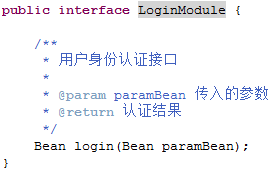 public interface LoginModule {
/**
* 用户身份认证接口
*
* @param paramBean 传入的参数
* @return 认证结果
*/
Bean login(Bean paramBean);
}